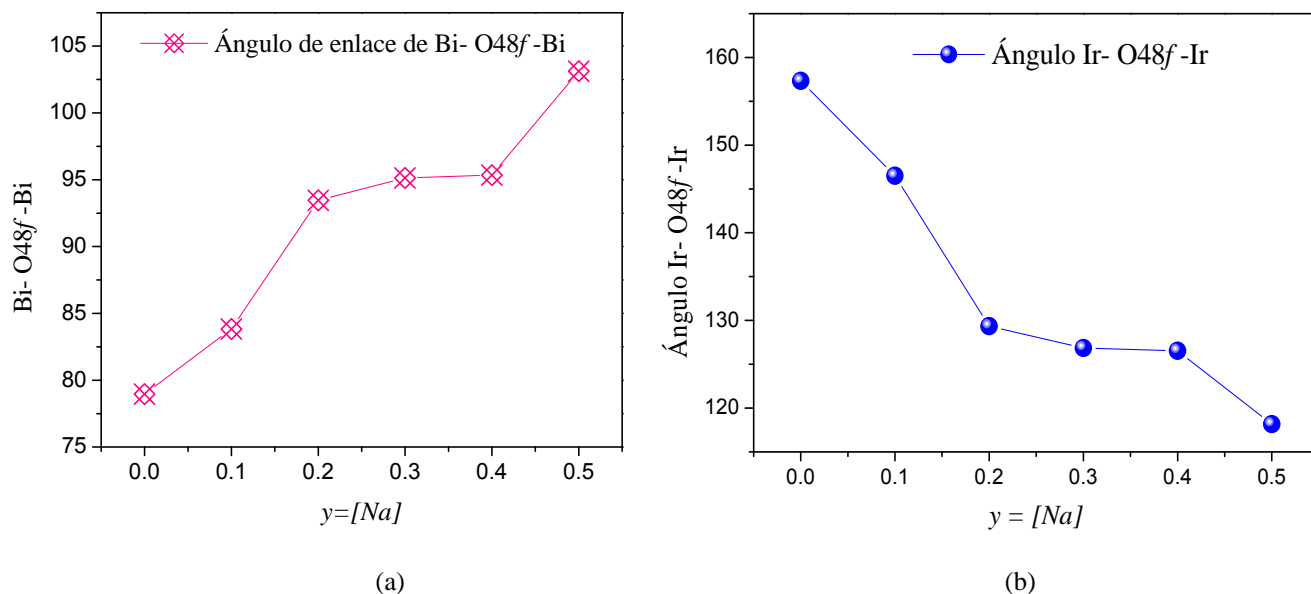 Ángulo de enlace de Bi- O48f -Bi
105
100
95
90
85
80
75
Bi- O48f -Bi
0.0 0.1 0.2 0.3 0.4 0.5
y=[Na]
(a)
Ángulo Ir- O48f -Ir
160
150
140
130
120
Ángulo Ir- O48f -Ir
0.0 0.1 0.2 0.3 0.4 0.5
y = [Na]
(b)